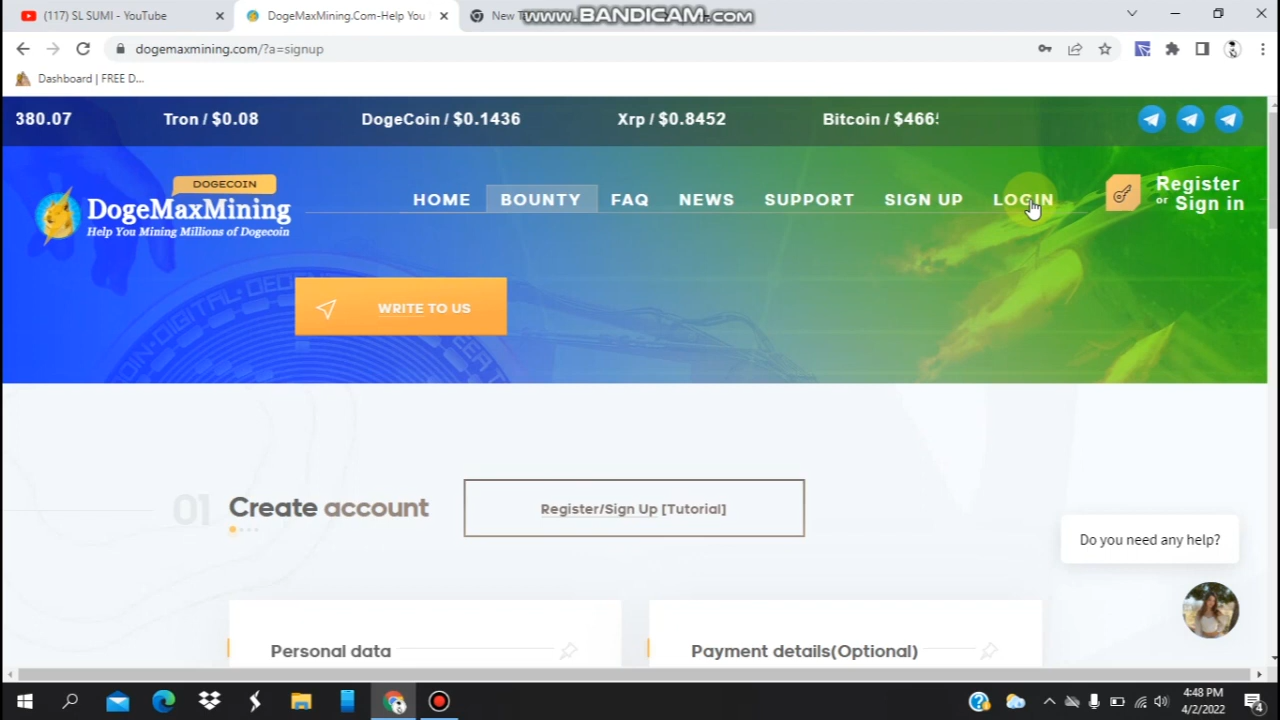 (117) SL SUMI - YouTube
DogeMaxMining.Com-Help You
New T
www.BANDICAM.com
dogemaxmining.com/?a=signup
Dashboard | FREE D...
380.07
Tron / $0.08
DogeCoin / $0.1436
Xrp / $0.8452
Bitcoin / $466
DOGECOIN
DogeMaxMining
Help You Mining Millions of Dogecoin
HOME
BOUNTY
FAQ
NEWS
SUPPORT
SIGN UP
LOGIN
Register
or Sign in
WRITE TO US
01
Create account
Register/Sign Up [Tutorial]
Do you need any help?
Personal data
Payment details(Optional)
4:48 PM
4/2/2022
4